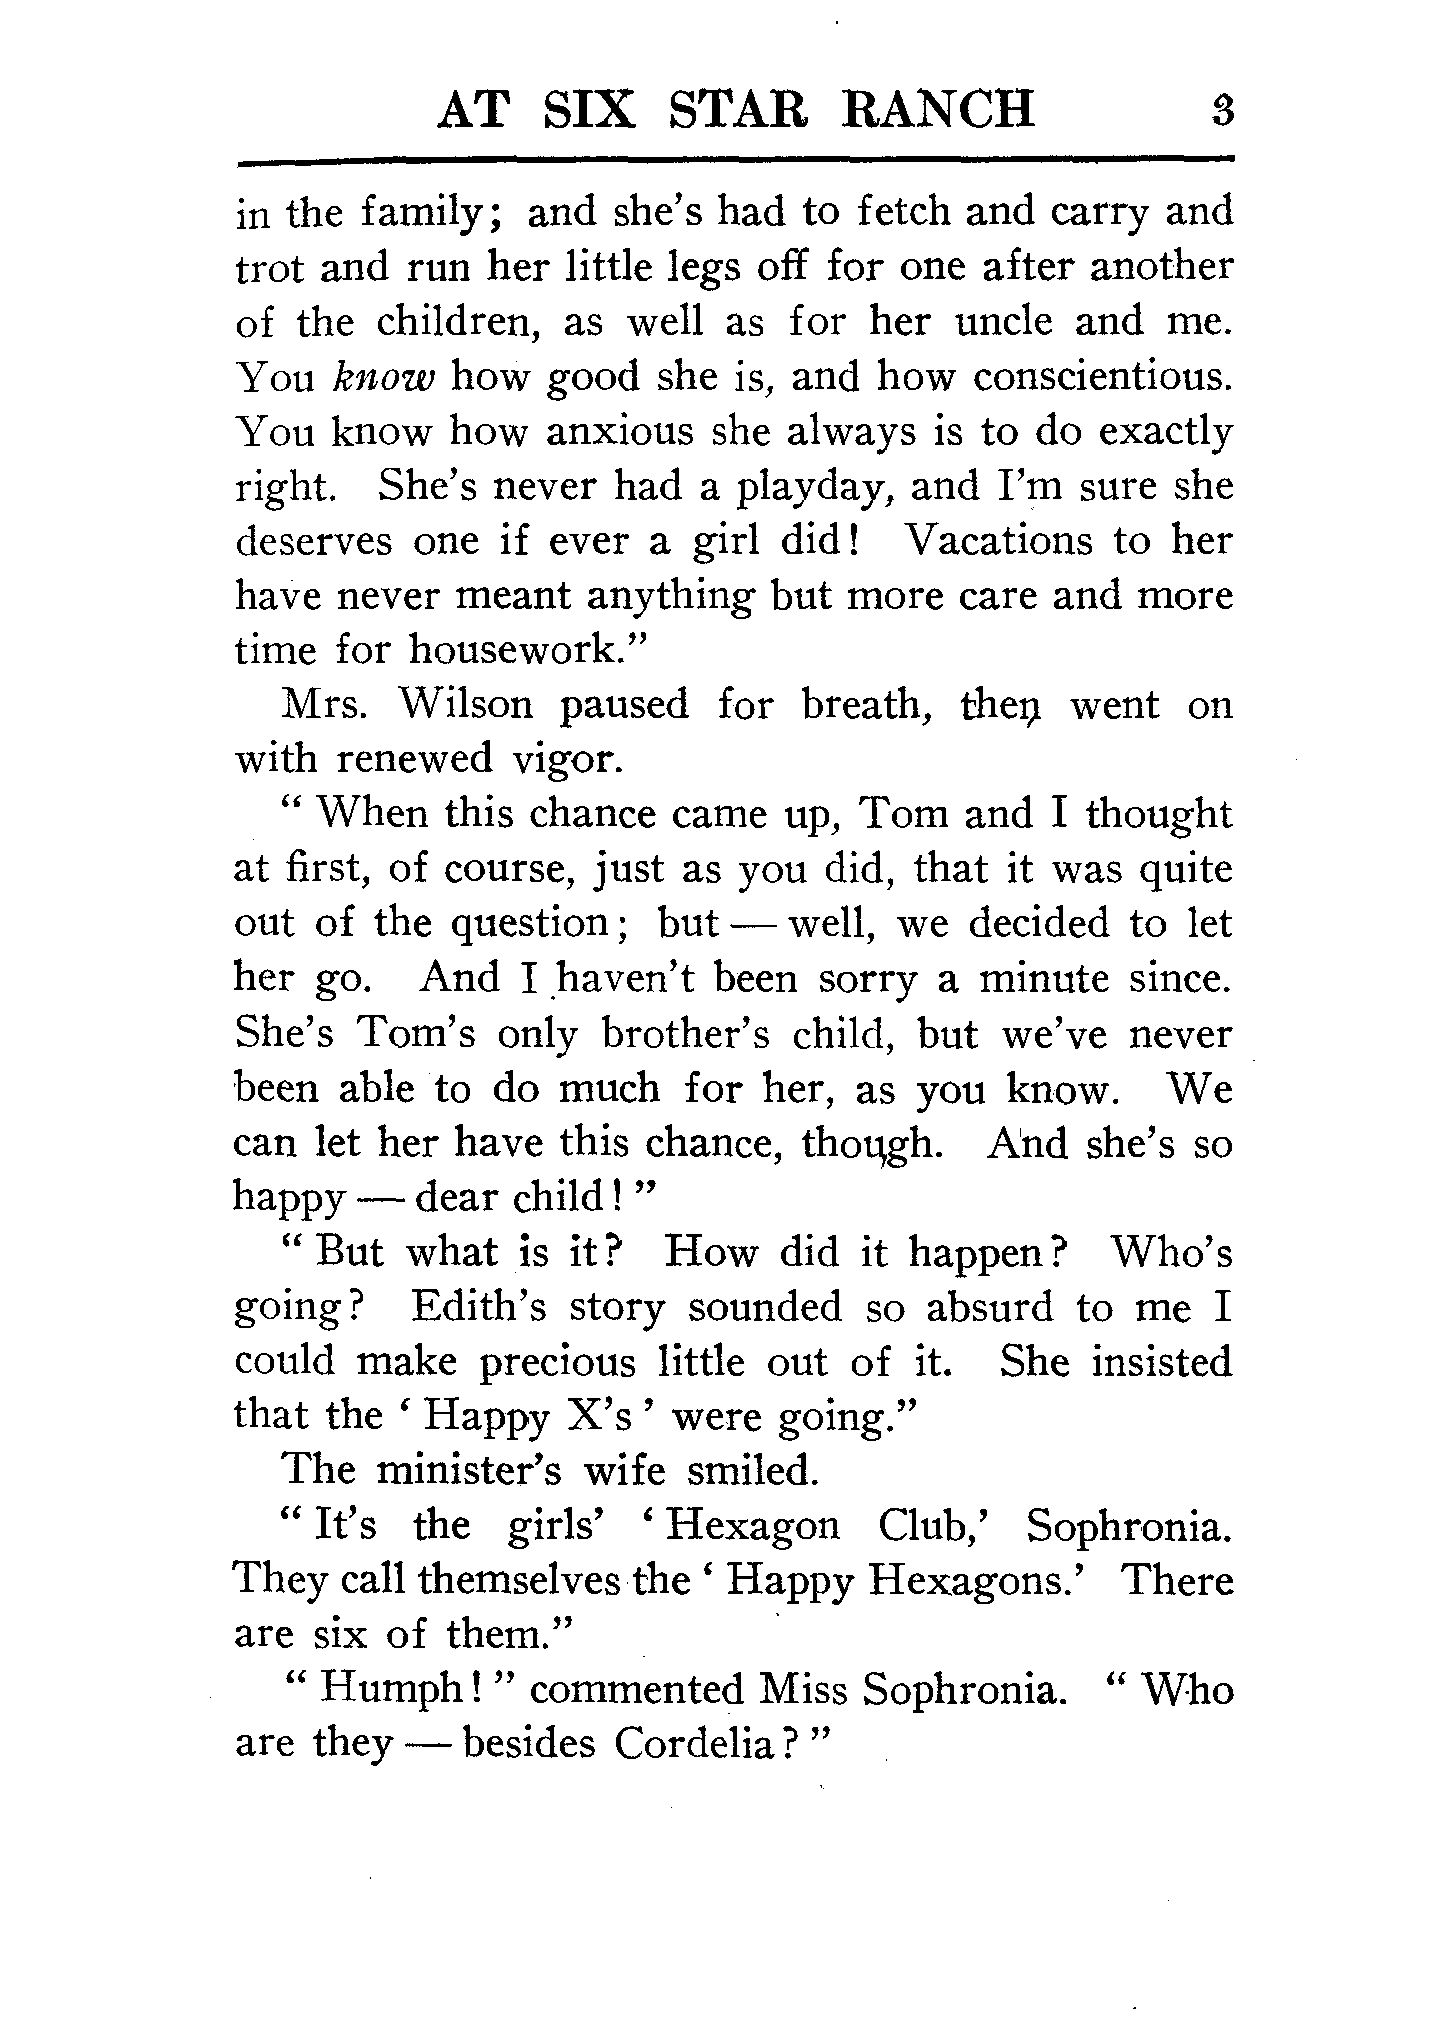 AT SIX STAR RANCH 3
in the family; and she's had to fetch and carry and
trot and run her little legs off for one after another
of the children, as well as for her uncle and me.
You know how good she is, and how conscientious.
You know how anxious she always is to do exactly
right. She's never had a playday, and I'm sure she
deserves one if ever a girl did! Vacations to her
have never meant anything but more care and more
time for housework."
Mrs. Wilson paused for breath, then went on
with renewed vigor.
" When this chance came up, Tom and I thought
at first, of course, just as you did, that it was quite
out of the question; but — well, we decided to let
her go. And I haven't been sorry a minute since.
She's Tom's only brother's child, but we've never
been able to do much for her, as you know. We
can let her have this chance, though. And she's so
happy — dear child! "
" But what is it? How did it happen? Who's
going? Edith's story sounded so absurd to me I
could make precious little out of it. She insisted
that the ' Happy X's ' were going."
The minister's wife smiled.
" It's the girls' ' Hexagon Club,' Sophronia.
They call themselves the ' Happy Hexagons.' There
are six of them."
" Humph! " commented Miss Sophronia. " Who
are they — besides Cordelia? "